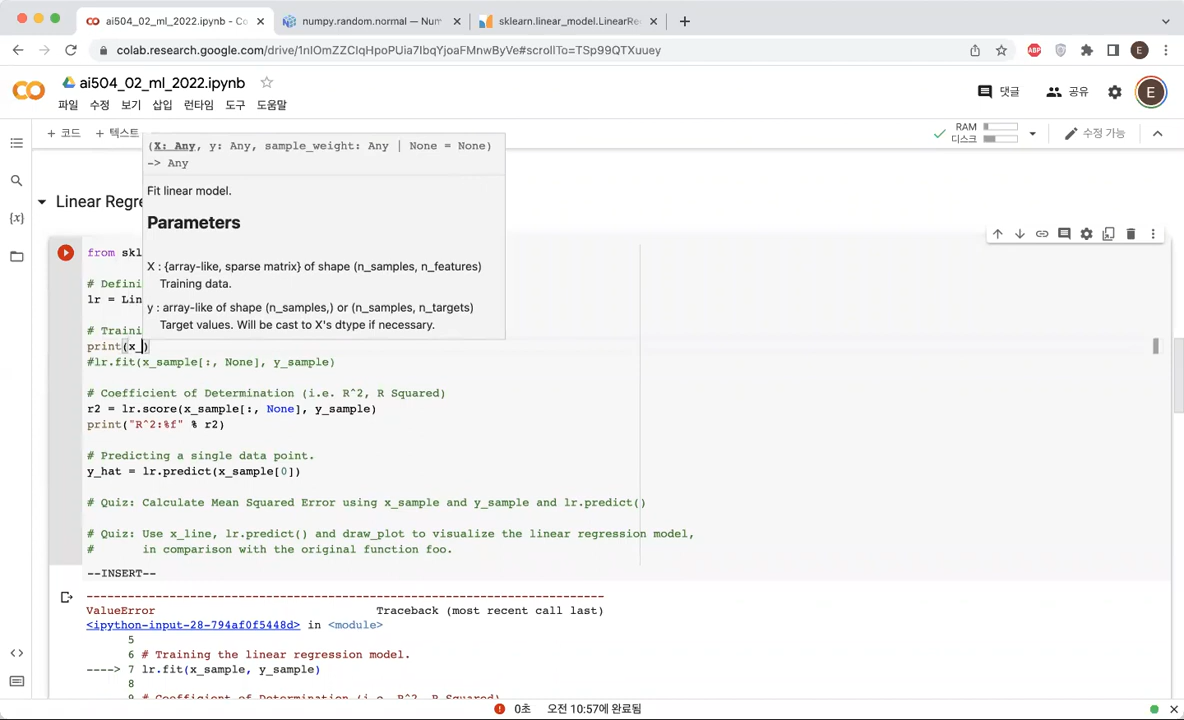 ai504_02_ml_2022.ipynb - Co
numpy.random.normal — Num
sklearn.linear_model.LinearRe
colab.research.google.com/drive/1nIOmZZClqHpoPUia7IbqYjoaFMnwByVe#scrollTo=TSp99QTXuuey
ABP
E
ai504_02_ml_2022.ipynb
파일 수정 보기 삽입 런타임 도구 도움말
댓글
공유
E
+ 코드 + 텍스트
RAM
디스크
수정 가능
(X: Any, y: Any, sample_weight: Any | None = None)
-> Any
Fit linear model.
Parameters
X : {array-like, sparse matrix} of shape (n_samples, n_features)
Training data.
y : array-like of shape (n_samples,) or (n_samples, n_targets)
Target values. Will be cast to X's dtype if necessary.
Linear Regre
from skl
# Defini
lr = Lin
# Traini
print(x_)
#lr.fit(x_sample[:, None], y_sample)
# Coefficient of Determination (i.e. R^2, R Squared)
r2 = lr.score(x_sample[:, None], y_sample)
print("R^2:%f" % r2)
# Predicting a single data point.
y_hat = lr.predict(x_sample[0])
# Quiz: Calculate Mean Squared Error using x_sample and y_sample and lr.predict()
# Quiz: Use x_line, lr.predict() and draw_plot to visualize the linear regression model,
# in comparison with the original function foo.
--INSERT--
---------------------------------------------------------------------------
ValueError Traceback (most recent call last)
<ipython-input-28-794af0f5448d> in <module>
5
6 # Training the linear regression model.
----> 7 lr.fit(x_sample, y_sample)
8
9 # Coefficient of Determination (i.e. R^2, R Squared)
0초 오전 10:57에 완료됨